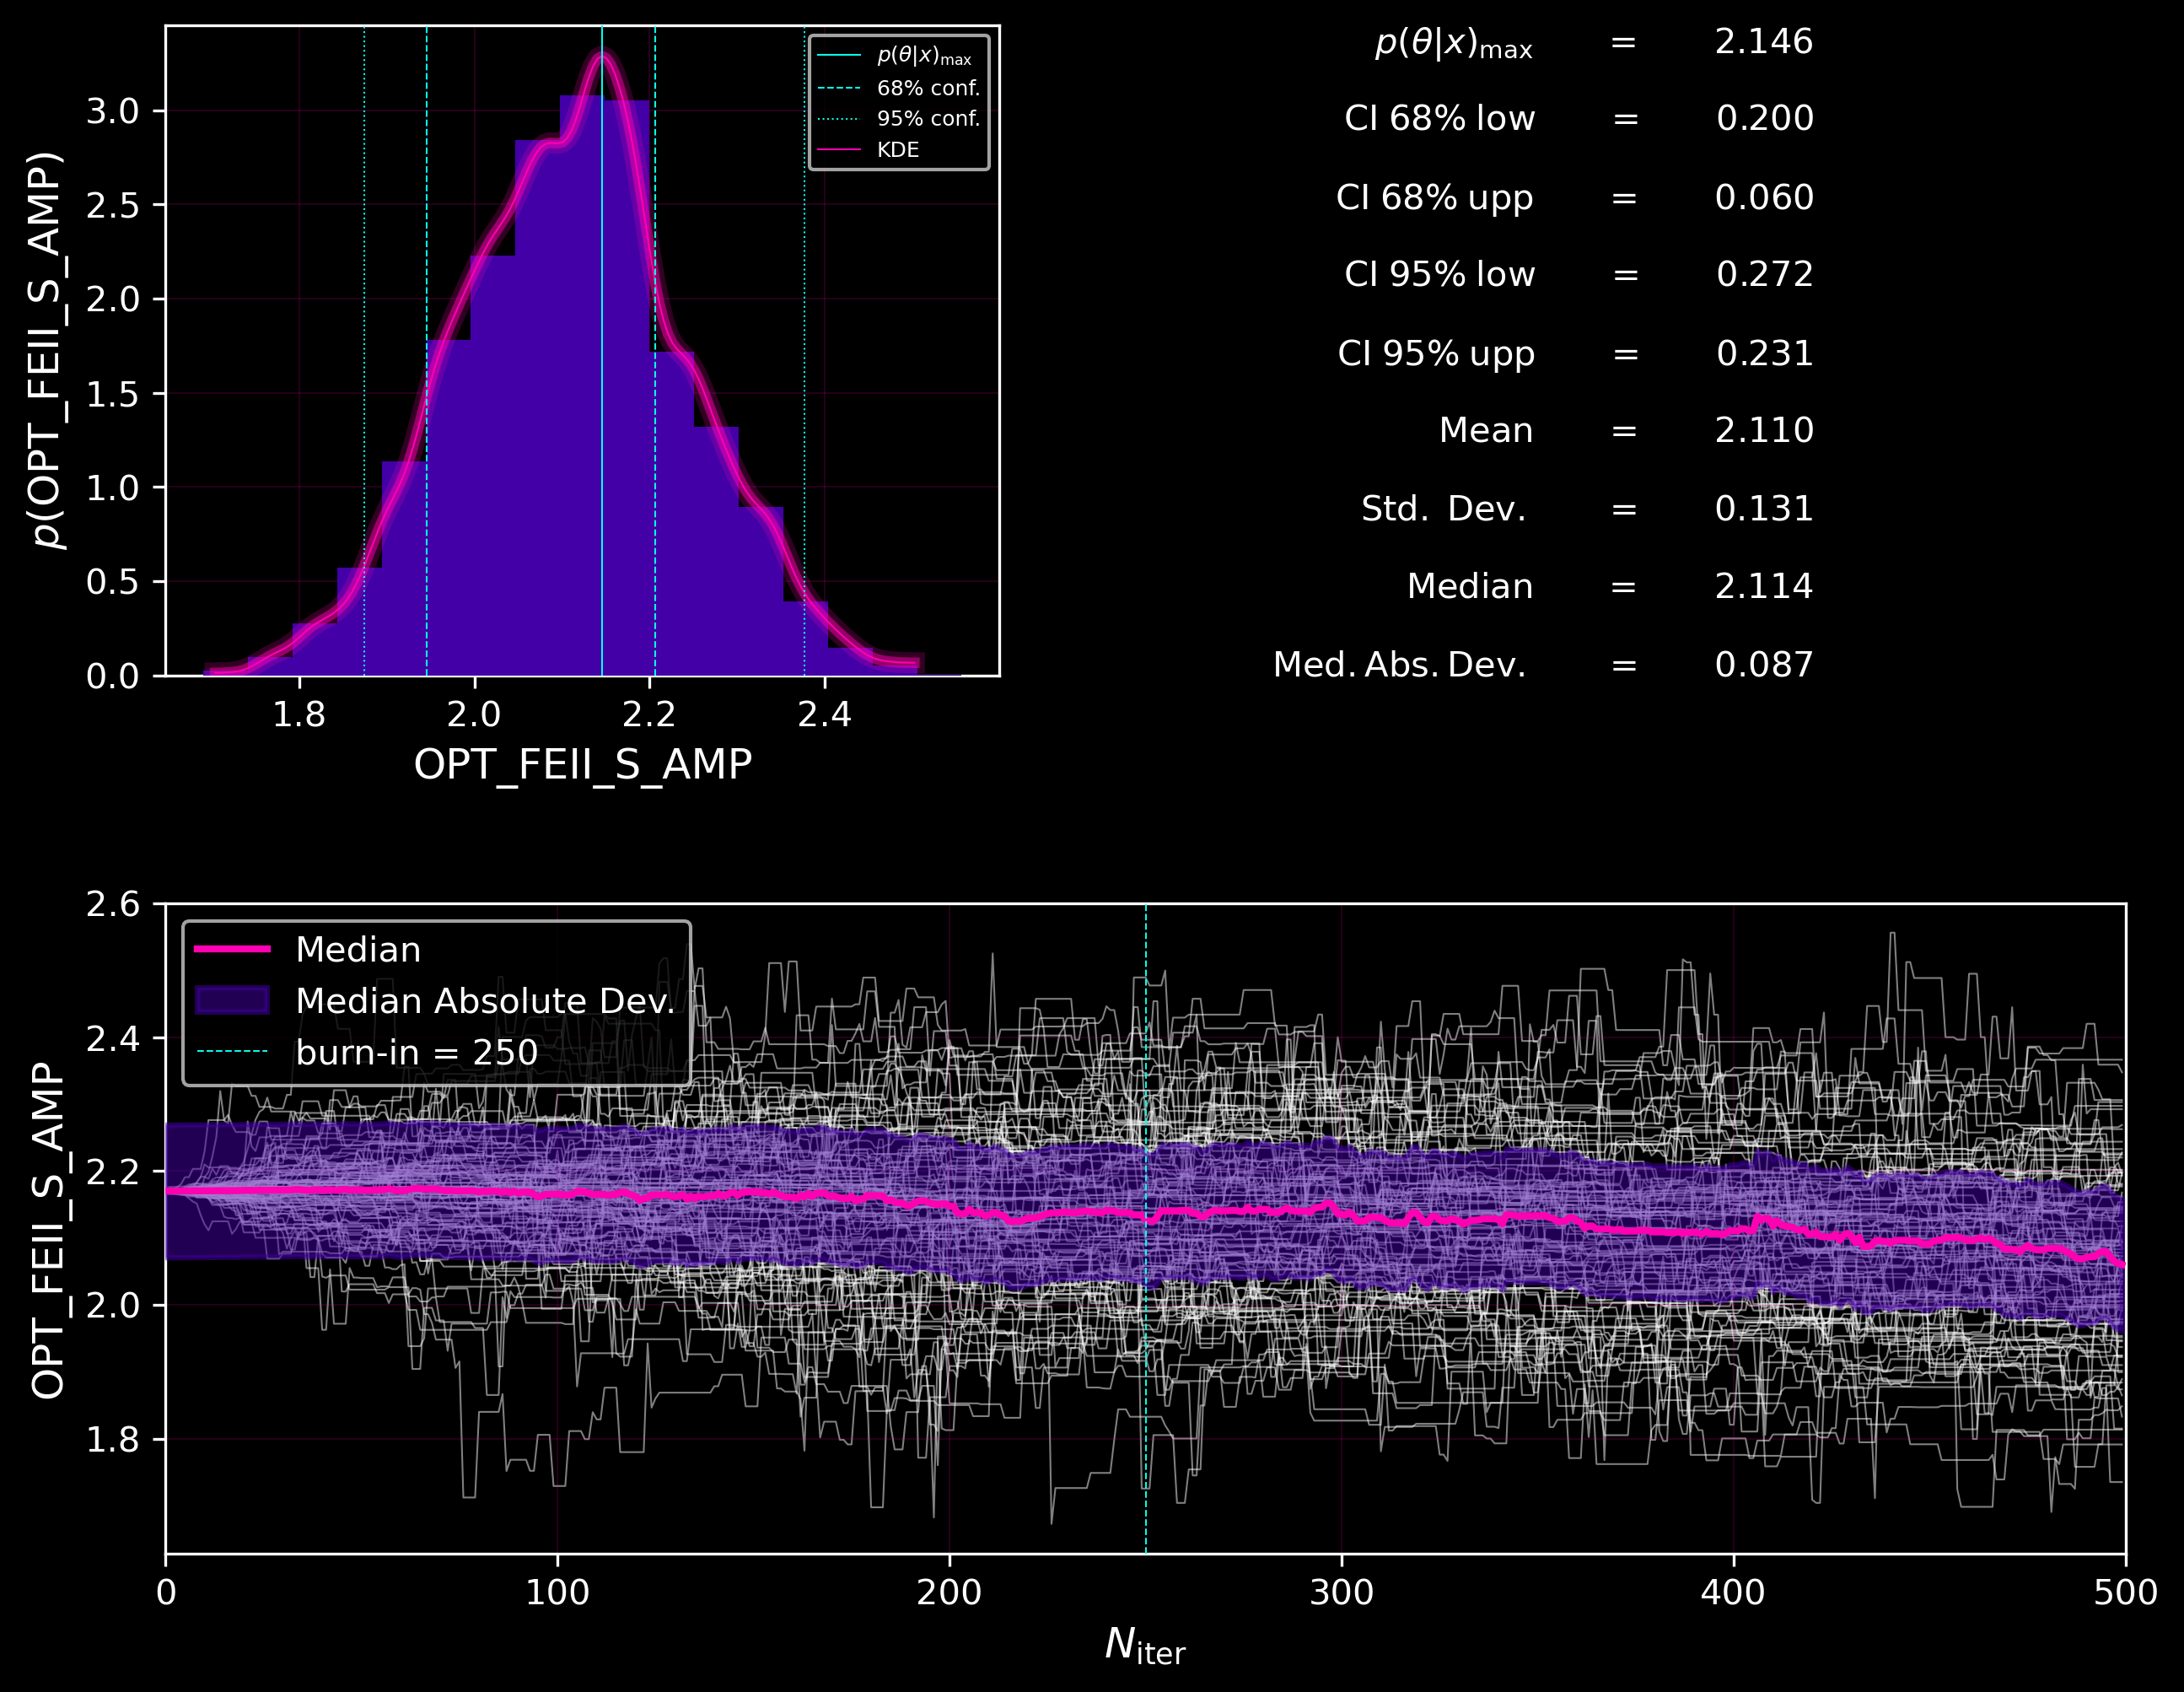 p(OPT_FEII_S_AMP)
3.0
2.5
2.0
1.5
1.0
0.5
0.0
1.8 2.0 2.2 2.4
OPT_FEII_S_AMP
p(θ|x)max
68% conf.
95% conf.
KDE
p(θ|x)max = 2.146
CI 68% low = 0.200
CI 68% upp = 0.060
CI 95% low = 0.272
CI 95% upp = 0.231
Mean = 2.110
Std. Dev. = 0.131
Median = 2.114
Med. Abs. Dev. = 0.087
OPT_FEII_S_AMP
2.6
2.4
2.2
2.0
1.8
Median
Median Absolute Dev.
burn-in = 250
0 100 200 300 400 500
Niter